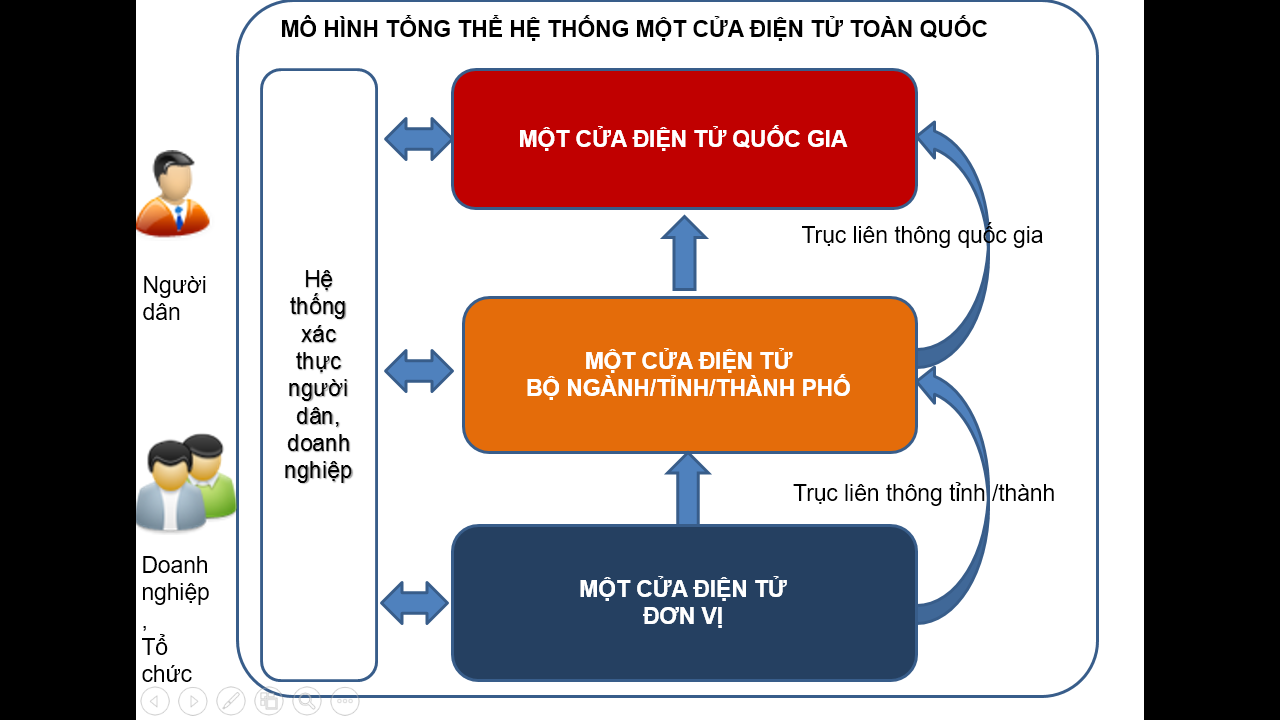 MÔ HÌNH TỔNG THỂ HỆ THỐNG MỘT CỬA ĐIỆN TỬ TOÀN QUỐC
MỘT CỬA ĐIỆN TỬ QUỐC GIA
Trục liên thông quốc gia
Người
dân
Hệ
thống
xác
thực
người
dân,
doanh
nghiệp
MỘT CỬA ĐIỆN TỬ
BỘ NGÀNH/TỈNH/THÀNH PHỐ
Trục liên thông tỉnh /thành
Doanh
nghiệp
,
Tổ
chức
MỘT CỬA ĐIỆN TỬ
ĐƠN VỊ